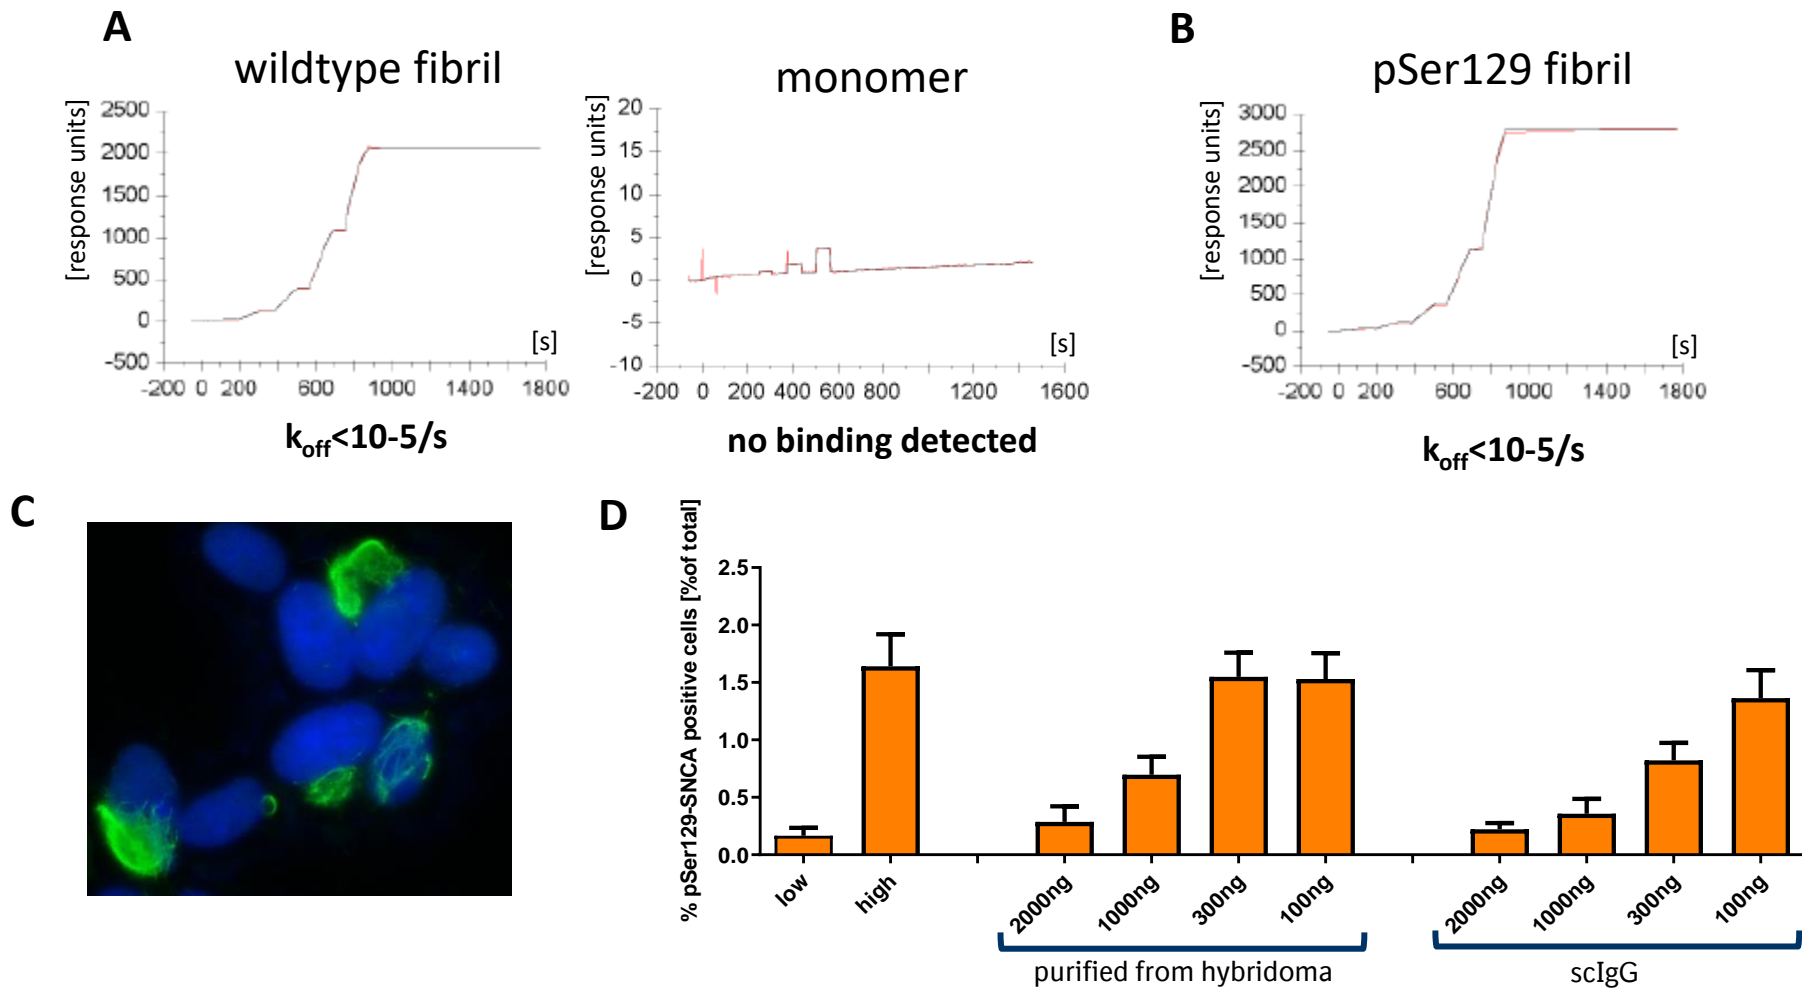 A
wildtype fibril
[response units]
2500
2000
1500
1000
500
0
-500
[s]
-200 0 200 600 1000 1400 1800
k_off<10-5/s
monomer
[response units]
20
15
10
5
0
-5
-10
[s]
-200 0 200 400 600 800 1200 1600
no binding detected
B
pSer129 fibril
[response units]
3000
2500
2000
1500
1000
500
0
-500
[s]
-200 0 200 600 1000 1400 1800
k_off<10-5/s
C
D
% pSer129-SNCA positive cells [%of total]
2.5
2.0
1.5
1.0
0.5
0.0
low high 2000ng 1000ng 300ng 100ng 2000ng 1000ng 300ng 100ng
purified from hybridoma
scIgG